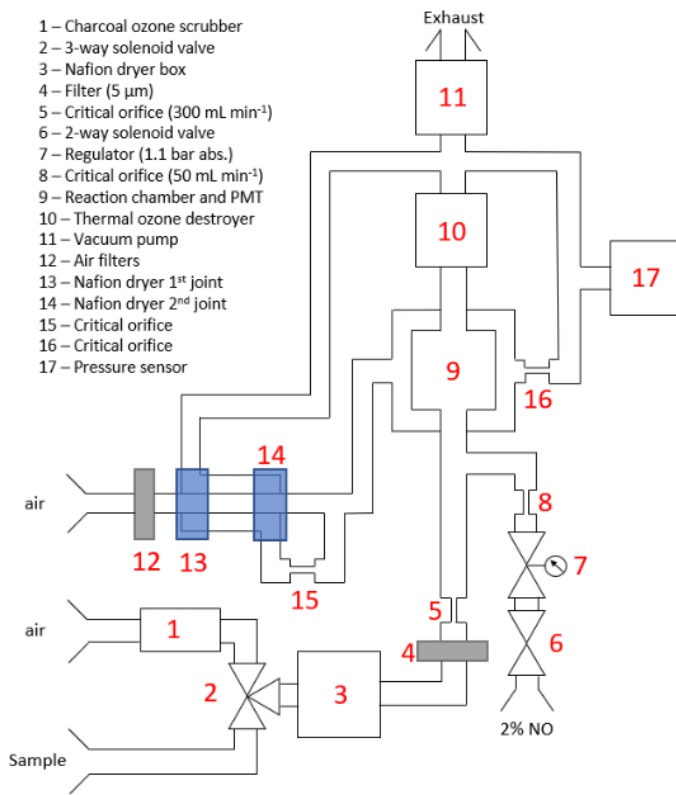 1 – Charcoal ozone scrubber
2 – 3-way solenoid valve
3 – Nafion dryer box
4 – Filter (5 µm)
5 – Critical orifice (300 mL min⁻¹)
6 – 2-way solenoid valve
7 – Regulator (1.1 bar abs.)
8 – Critical orifice (50 mL min⁻¹)
9 – Reaction chamber and PMT
10 – Thermal ozone destroyer
11 – Vacuum pump
12 – Air filters
13 – Nafion dryer 1ˢᵗ joint
14 – Nafion dryer 2ⁿᵈ joint
15 – Critical orifice
16 – Critical orifice
17 – Pressure sensor
Exhaust
11
10
17
9
16
14
air
8
12
13
7
15
5
air
1
4
6
2
3
2% NO
Sample